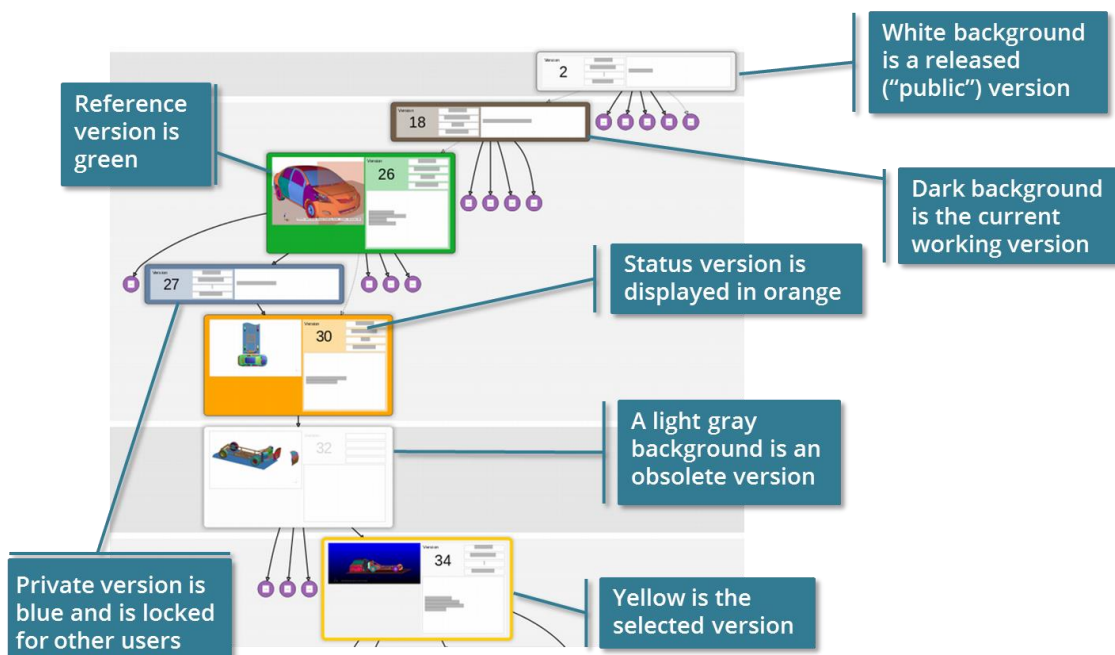 White background
is a released
(“public”) version
Version
2
Reference
version is
green
Version
18
Version
26
Dark background
is the current
working version
Status version is
displayed in orange
Version
27
Version
30
A light gray
background is an
obsolete version
Version
32
Version
34
Private version is
blue and is locked
for other users
Yellow is the
selected version